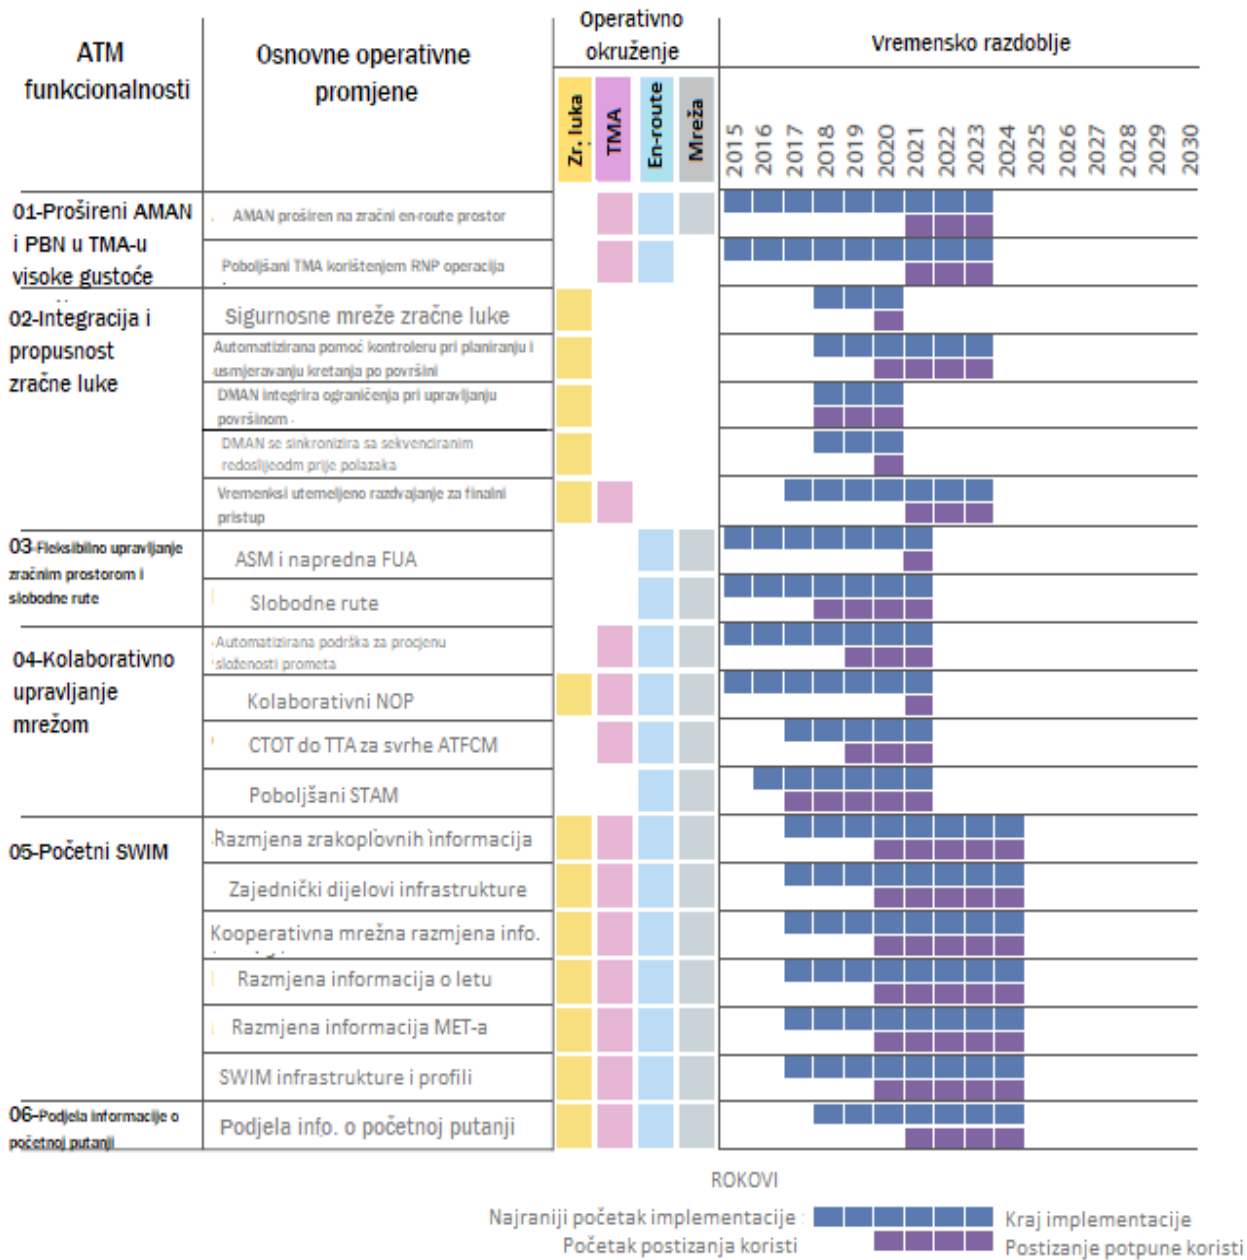 ATM
funkcionalnosti
Osnovne operativne
promjene
Operativno
okruženje
Vremensko razdoblje
Zr. luka
TMA
En-route
Mreža
2015
2016
2017
2018
2019
2020
2021
2022
2023
2024
2025
2026
2027
2028
2029
2030
01-Prošireni AMAN
i PBN u TMA-u
visoke gustoće
AMAN proširen na zračni en-route prostor
Poboljšani TMA korištenjem RNP operacija
02-Integracija i
propusnost
zračne luke
Sigurnosne mreže zračne luke
Automatizirana pomoć kontroleru pri planiranju i
usmjeravanju kretanja po površini
DMAN integrira ograničenja pri upravljanju
površinom
DMAN se sinkronizira sa sekvenciranim
redoslijeodm prije polazaka
Vremenksi utemeljeno razdvajanje za finalni
pristup
03-Fleksibilno upravljanje
zračnim prostorom i
slobodne rute
ASM i napredna FUA
Slobodne rute
04-Kolaborativno
upravljanje
mrežom
Automatizirana podrška za procjenu
složenosti prometa
Kolaborativni NOP
CTOT do TTA za svrhe ATFCM
Poboljšani STAM
05-Početni SWIM
Razmjena zrakoplovnih informacija
Zajednički dijelovi infrastrukture
Kooperativna mrežna razmjena info.
Razmjena informacija o letu
Razmjena informacija MET-a
SWIM infrastrukture i profili
06-Podjela informacije o
početnoj putanji
Podjela info. o početnoj putanji
ROKOVI
Najraniji početak implementacije :
Kraj implementacije
Početak postizanja koristi
Postizanje potpune koristi